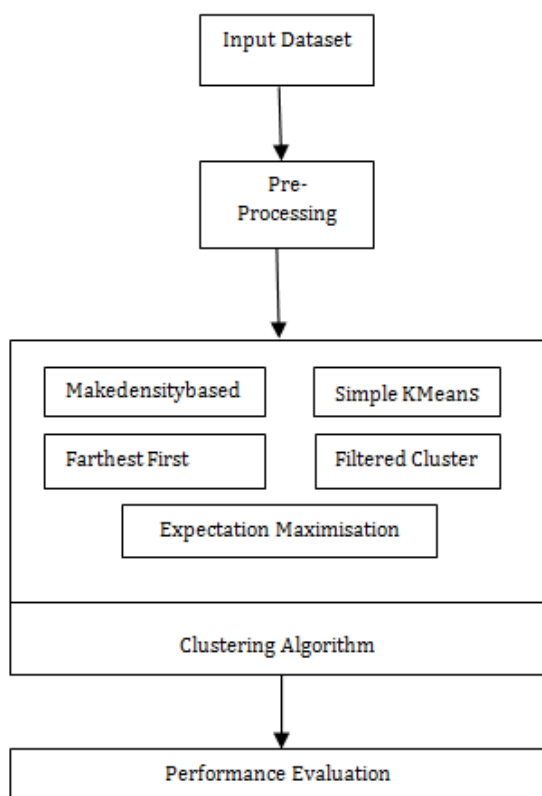 Input Dataset
Pre-
Processing
Makedensitybased
Simple KMeans
Farthest First
Filtered Cluster
Expectation Maximisation
Clustering Algorithm
Performance Evaluation